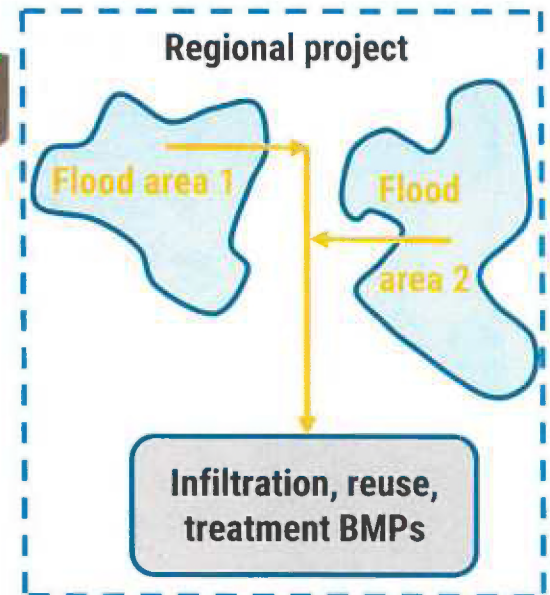 Regional project
Flood area 1
Flood
area 2
Infiltration, reuse,
treatment BMPs